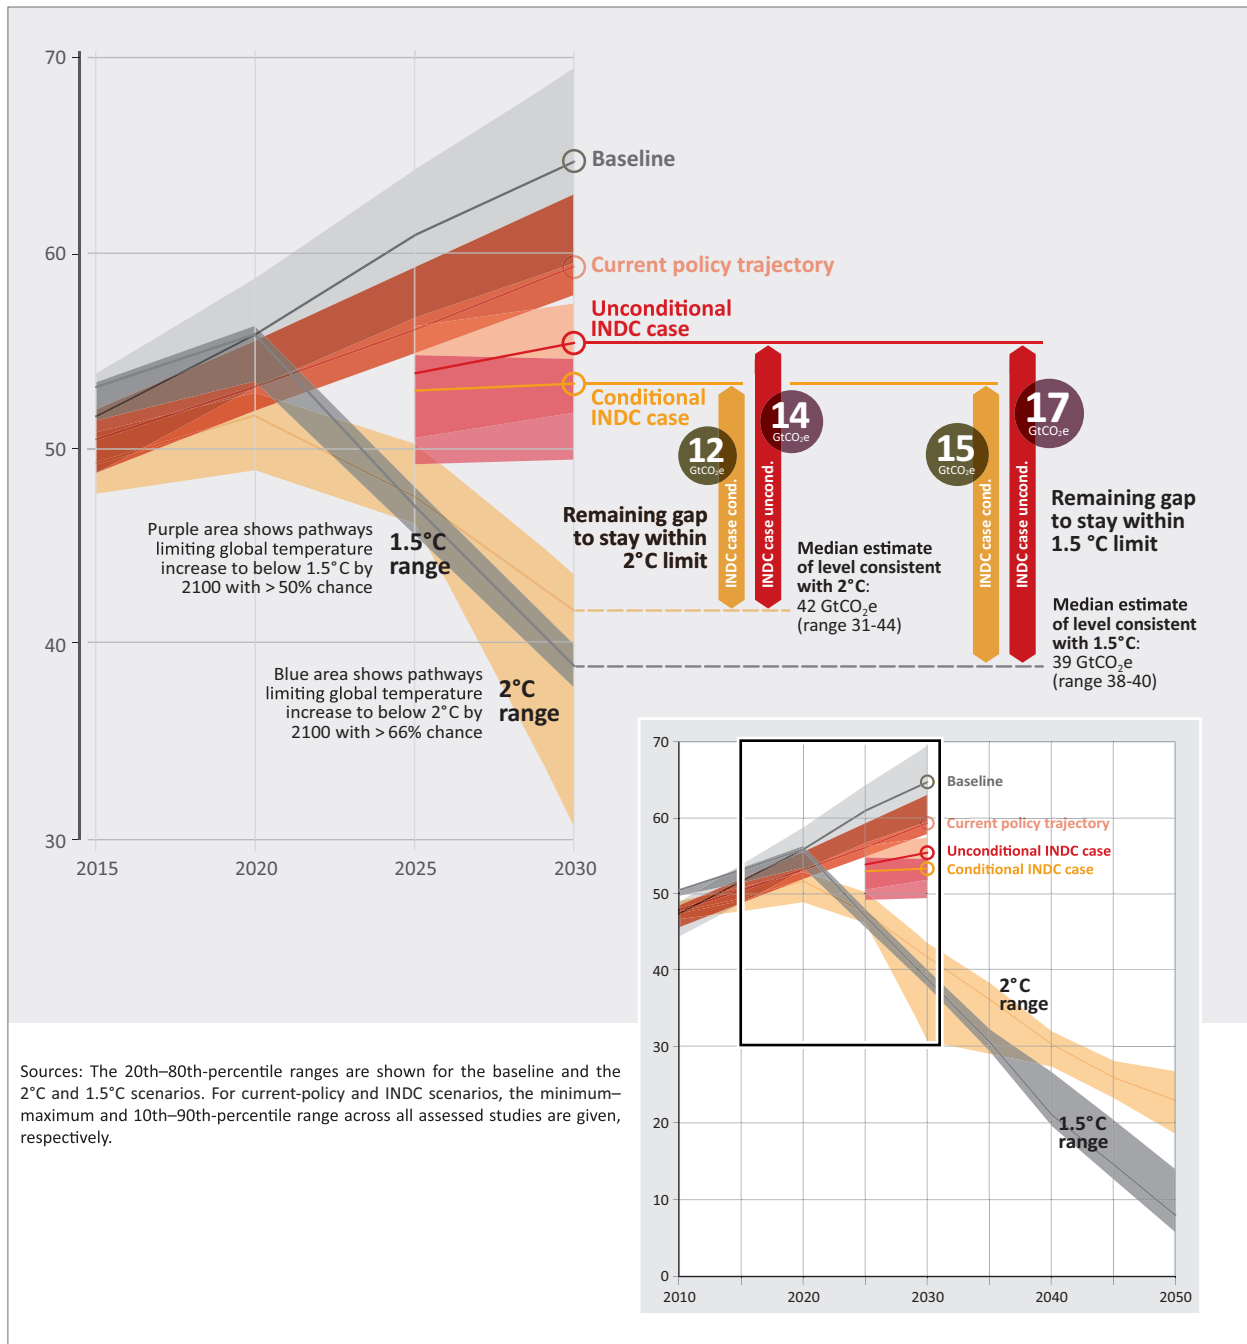 70
60
50
40
30
2015
2020
2025
2030
Baseline
Current policy trajectory
Unconditional
INDC case
Conditional
INDC case
12
GtCO₂e
14
GtCO₂e
15
GtCO₂e
17
GtCO₂e
INDC case cond.
INDC case uncond.
INDC case cond.
INDC case uncond.
Remaining gap
to stay within
2°C limit
Remaining gap
to stay within
1.5 °C limit
Median estimate
of level consistent
with 2°C:
42 GtCO₂e
(range 31-44)
Median estimate
of level consistent
with 1.5°C:
39 GtCO₂e
(range 38-40)
Purple area shows pathways
limiting global temperature
increase to below 1.5°C by
2100 with > 50% chance
1.5°C
range
Blue area shows pathways
limiting global temperature
increase to below 2°C by
2100 with > 66% chance
2°C
range
70
60
50
40
30
20
10
0
2010
2020
2030
2040
2050
Baseline
Current policy trajectory
Unconditional INDC case
Conditional INDC case
2°C
range
1.5°C
range
Sources: The 20th–80th-percentile ranges are shown for the baseline and the
2°C and 1.5°C scenarios. For current-policy and INDC scenarios, the minimum–
maximum and 10th–90th-percentile range across all assessed studies are given,
respectively.